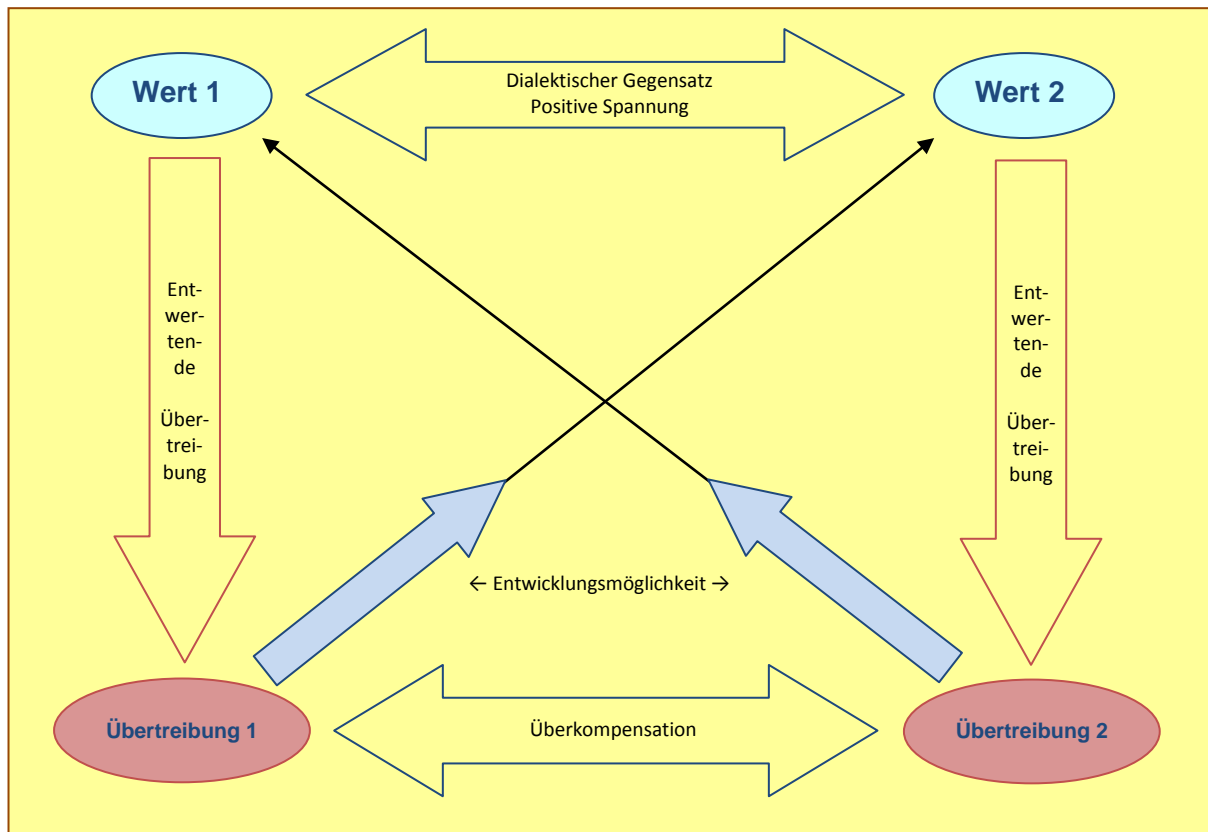 Wert 1
Dialektischer Gegensatz
Positive Spannung
Wert 2
Ent-
wer-
ten-
de
Über-
trei-
bung
Ent-
wer-
ten-
de
Über-
trei-
bung
← Entwicklungsmöglichkeit →
Übertreibung 1
Überkompensation
Übertreibung 2